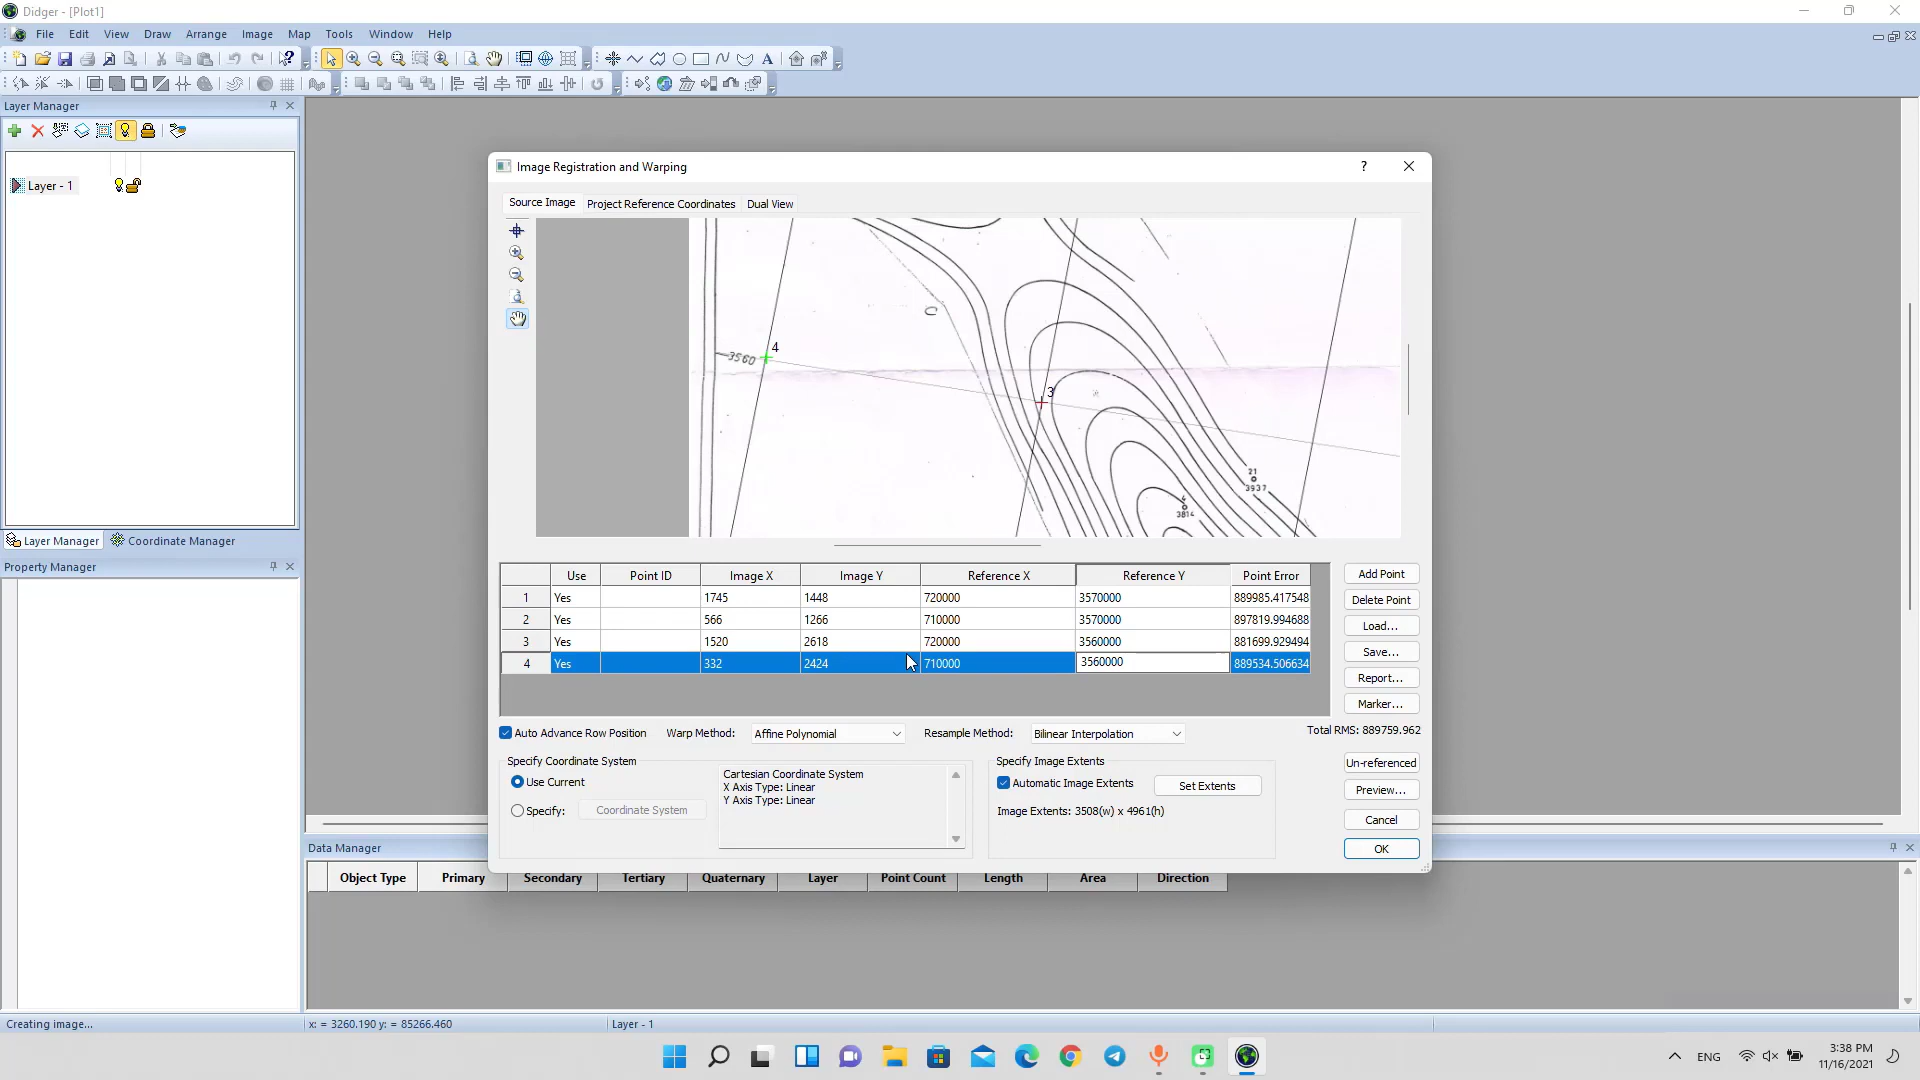 Didger - [Plot1]
File Edit View Draw Arrange Image Map Tools Window Help
Layer Manager
Layer - 1
Layer Manager Coordinate Manager
Property Manager
Image Registration and Warping
Source Image Project Reference Coordinates Dual View
4
3560
3
C
21
3937
4
3814
Use Point ID Image X Image Y Reference X Reference Y Point Error
1 Yes 1745 1448 720000 3570000 889985.417548
2 Yes 566 1266 710000 3570000 897819.994688
3 Yes 1520 2618 720000 3560000 881699.929494
4 Yes 332 2424 710000 3560000 889534.506634
Add Point
Delete Point
Load...
Save...
Report...
Marker...
Auto Advance Row Position Warp Method: Affine Polynomial Resample Method: Bilinear Interpolation Total RMS: 889759.962
Specify Coordinate System
Use Current
Specify: Coordinate System
Cartesian Coordinate System
X Axis Type: Linear
Y Axis Type: Linear
Specify Image Extents
Automatic Image Extents Set Extents
Image Extents: 3508(w) x 4961(h)
Un-referenced
Preview...
Cancel
OK
Data Manager
Object Type Primary Secondary Tertiary Quaternary Layer Point Count Length Area Direction
Creating image... x: = 3260.190 y: = 85266.460 Layer - 1
ENG
3:38 PM
11/16/2021